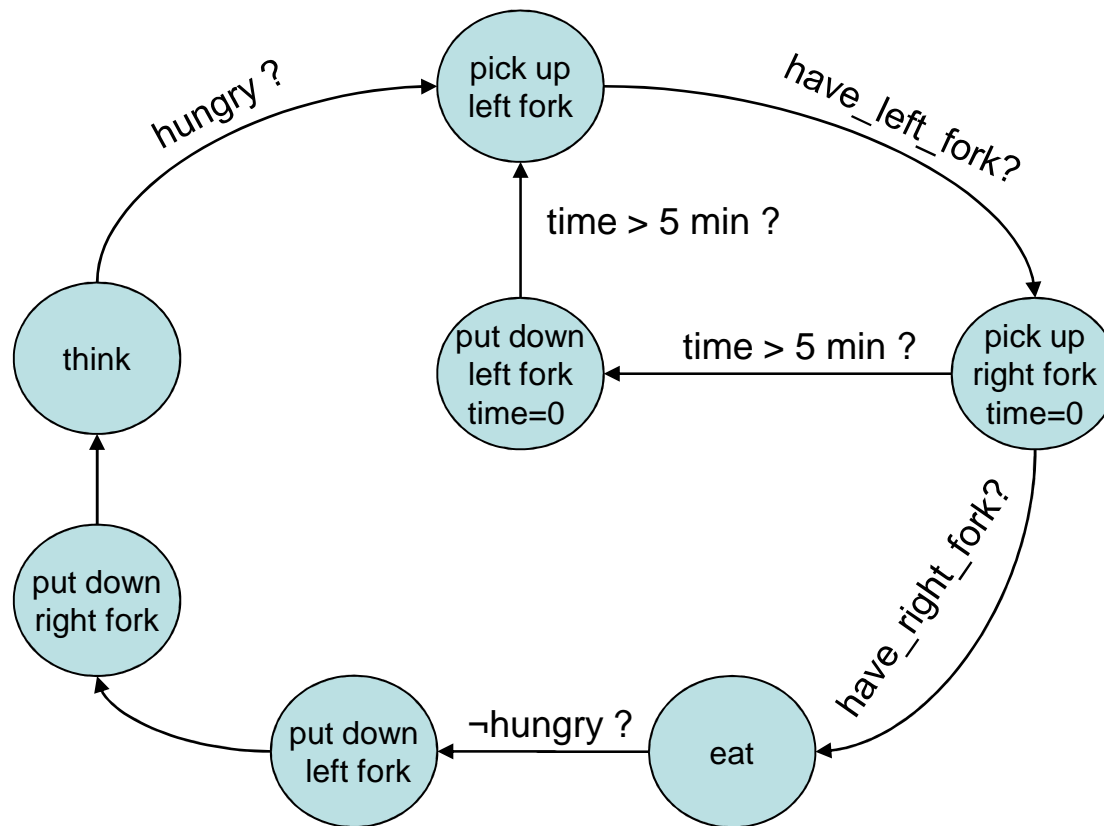 pick up
left fork
hungry ?
have_left_fork?
time > 5 min ?
think
put down
left fork
time=0
time > 5 min ?
pick up
right fork
time=0
have_right_fork?
put down
right fork
put down
left fork
¬hungry ?
eat